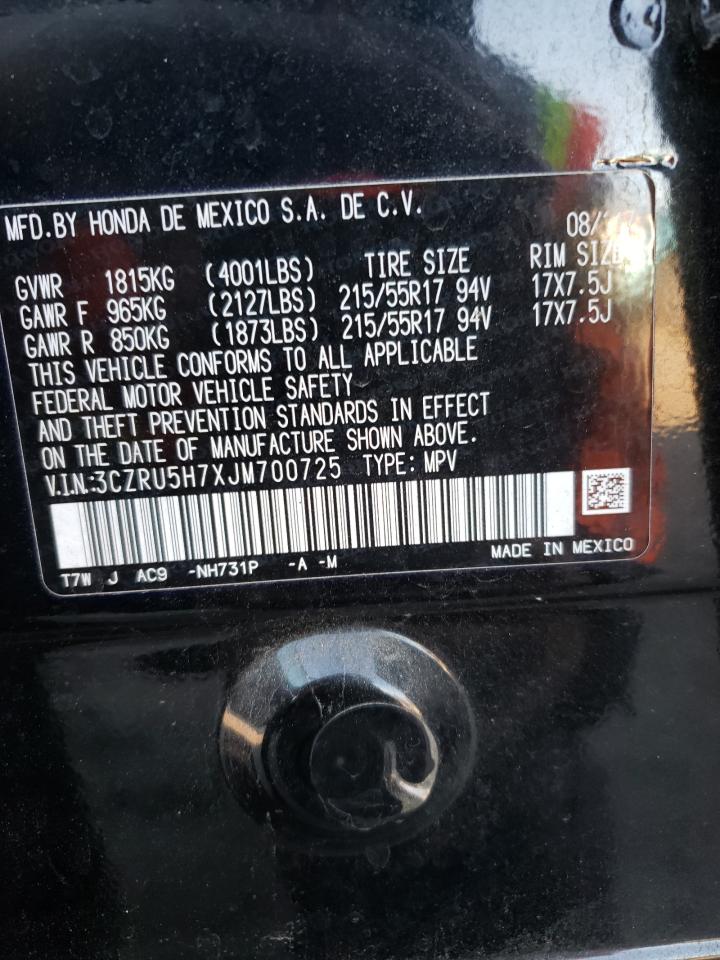 MFD.BY HONDA DE MEXICO S.A. DE C.V.
08/
GVWR 1815KG (4001LBS) TIRE SIZE RIM SIZE
GAWR F 965KG (2127LBS) 215/55R17 94V 17X7.5J
GAWR R 850KG (1873LBS) 215/55R17 94V 17X7.5J
THIS VEHICLE CONFORMS TO ALL APPLICABLE
FEDERAL MOTOR VEHICLE SAFETY
AND THEFT PREVENTION STANDARDS IN EFFECT
ON THE DATE OF MANUFACTURE SHOWN ABOVE.
V.I.N:3CZRU5H7XJM700725 TYPE: MPV
T7W J AC9 -NH731P -A -M MADE IN MEXICO